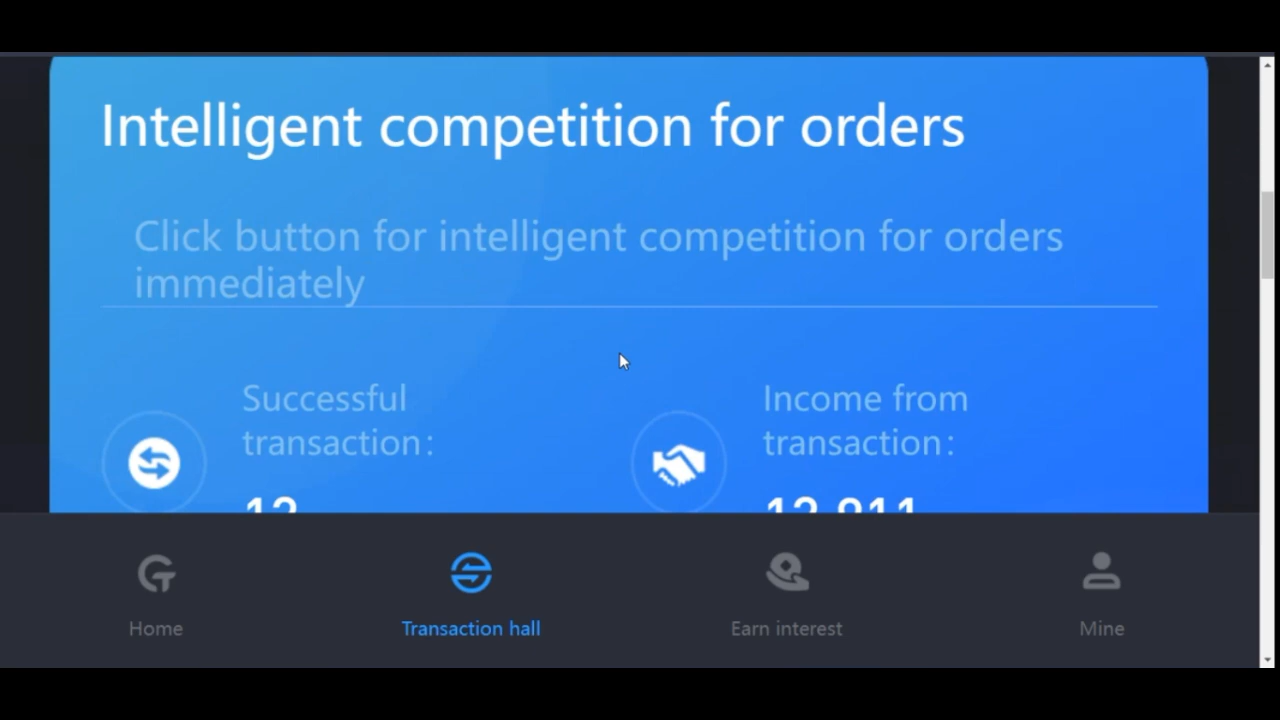 Intelligent competition for orders
Click button for intelligent competition for orders
immediately
Successful
transaction:
Income from
transaction:
Home
Transaction hall
Earn interest
Mine